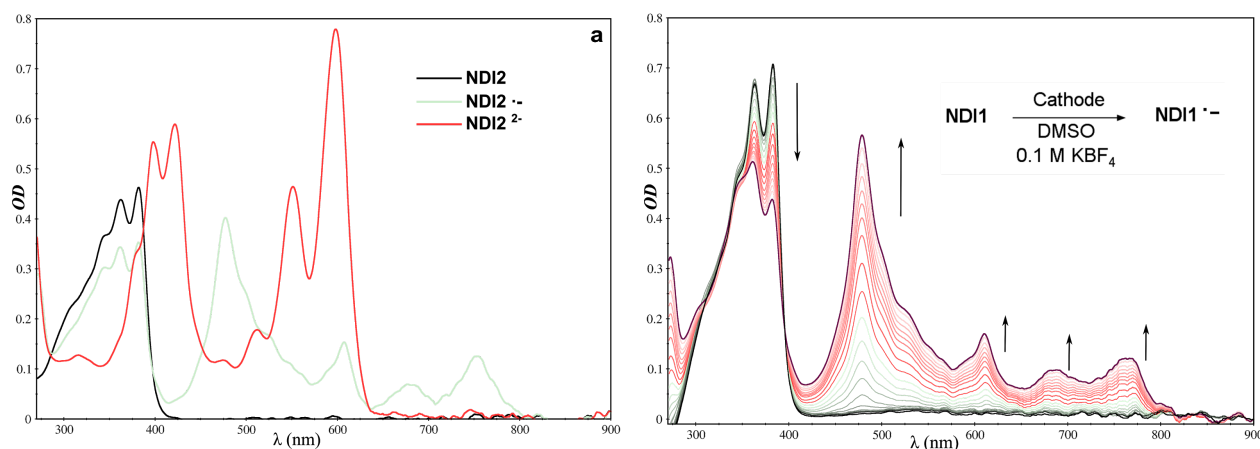 a
NDI2
NDI2 ·-
NDI2 2-
OD
0.8
0.7
0.6
0.5
0.4
0.3
0.2
0.1
0
300 400 500 600 700 800 900
λ (nm)
NDI1 Cathode NDI1 ·−
DMSO
0.1 M KBF4
OD
0.8
0.7
0.6
0.5
0.4
0.3
0.2
0.1
0
300 400 500 600 700 800 900
λ (nm)